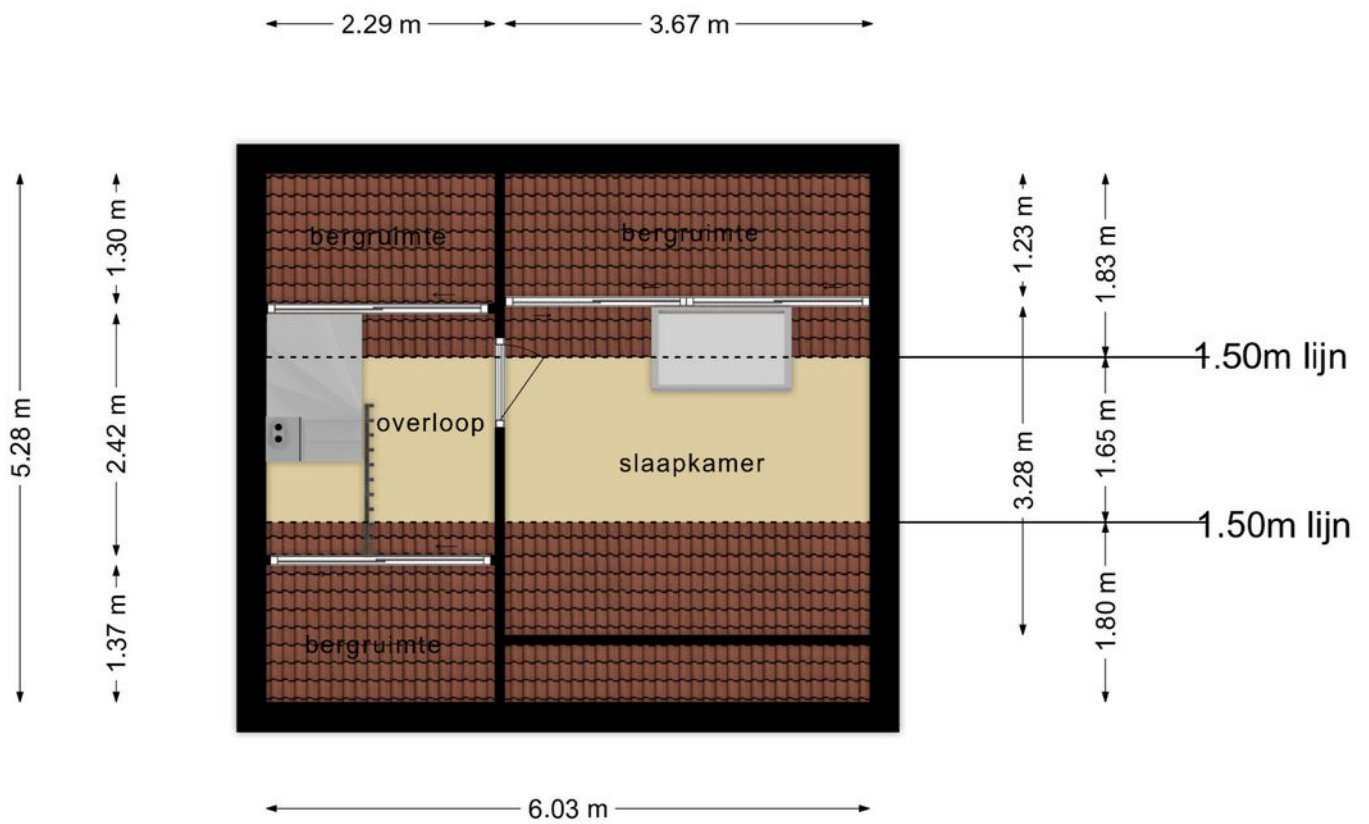 2.29 m
3.67 m
5.28 m
1.30 m
2.42 m
1.37 m
bergruimte
bergruimte
overloop
slaapkamer
bergruimte
1.23 m
3.28 m
1.83 m
1.65 m
1.80 m
1.50m lijn
1.50m lijn
6.03 m